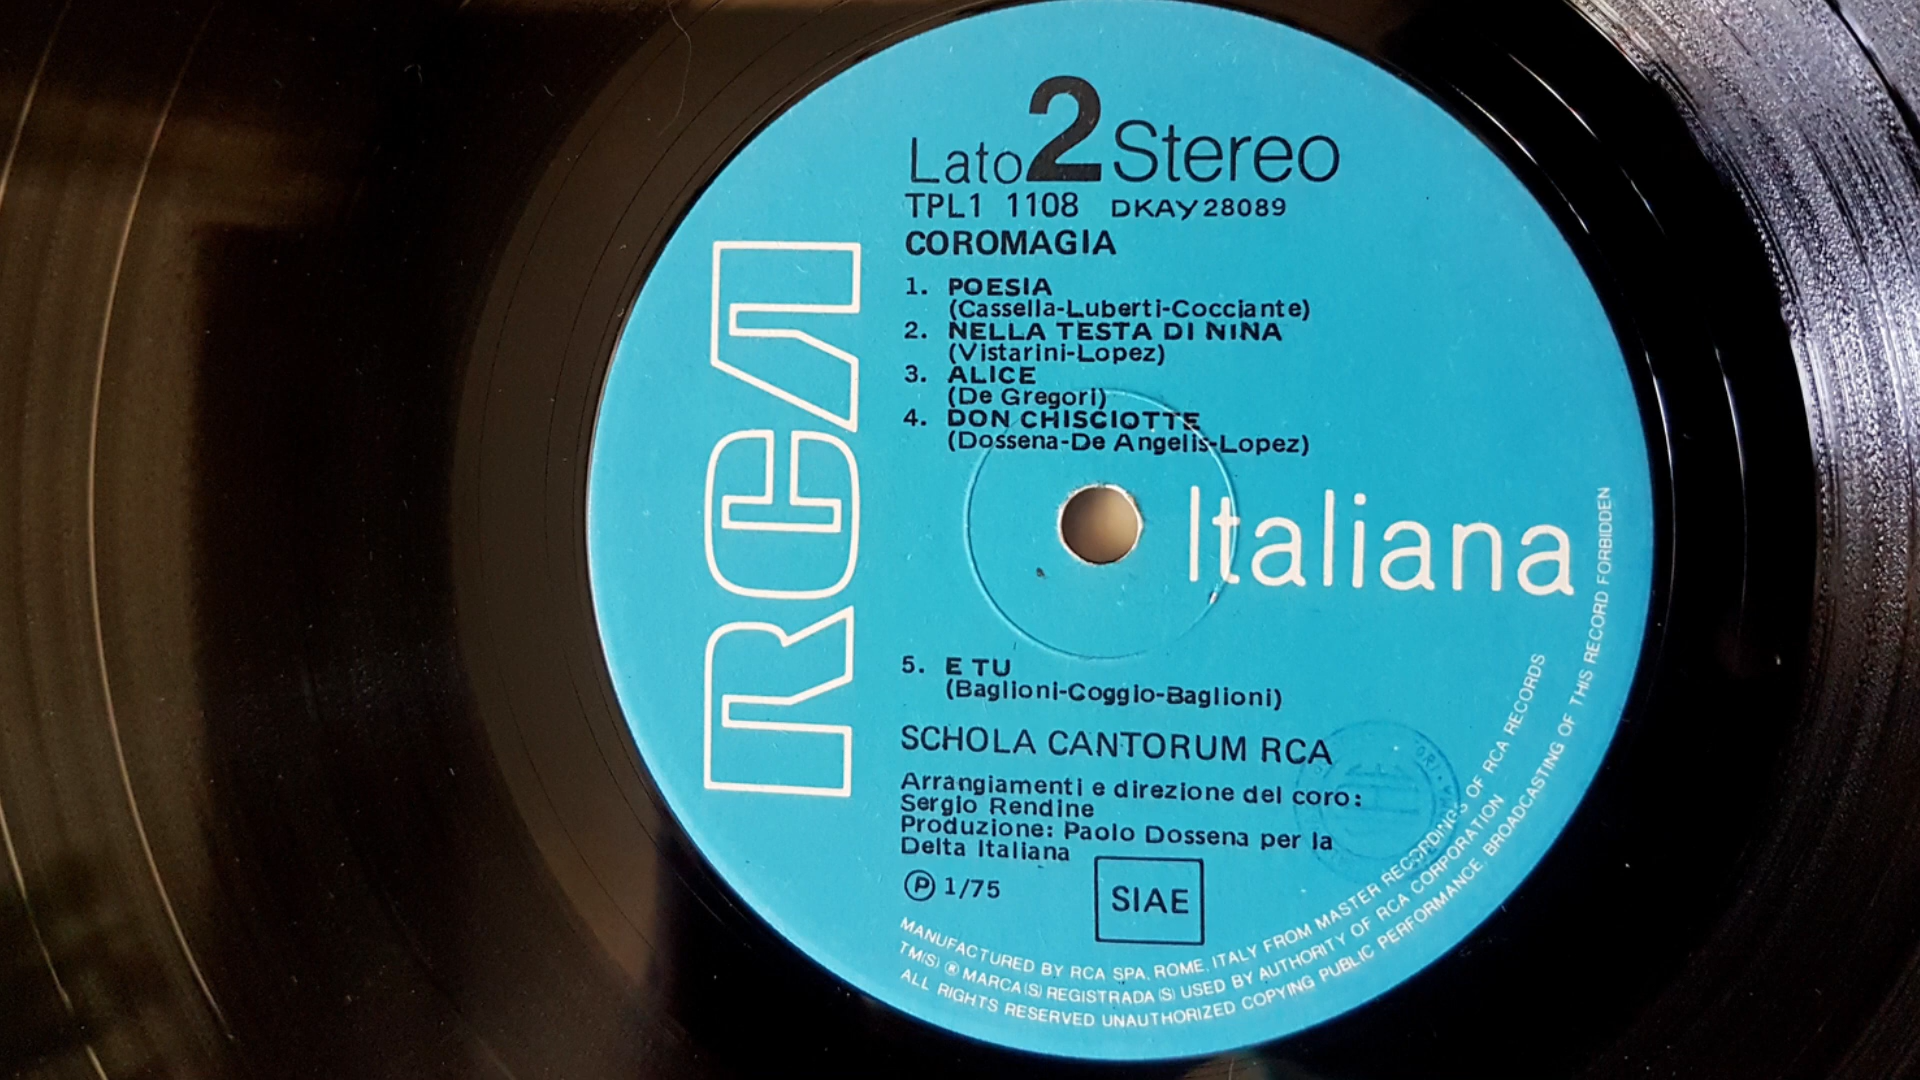 Lato 2 Stereo
TPL1 1108 DKAY 28089
COROMAGIA
1. POESIA
(Cassella-Luberti-Cocciante)
2. NELLA TESTA DI NINA
(Vistarini-Lopez)
3. ALICE
(De Gregori)
4. DON CHISCIOTTE
(Dossena-De Angelis-Lopez)
RCA
Italiana
5. E TU
(Baglioni-Coggio-Baglioni)
SCHOLA CANTORUM RCA
Arrangiamenti e direzione del coro:
Sergio Rendine
Produzione: Paolo Dossena per la
Delta Italiana
Ⓟ 1/75
SIAE
MANUFACTURED BY RCA SPA. ROME. ITALY FROM MASTER RECORDINGS OF RCA RECORDS
TM(S) ® MARCA(S) REGISTRADA(S) USED BY AUTHORITY OF RCA CORPORATION
ALL RIGHTS RESERVED UNAUTHORIZED COPYING PUBLIC PERFORMANCE BROADCASTING OF THIS RECORD FORBIDDEN